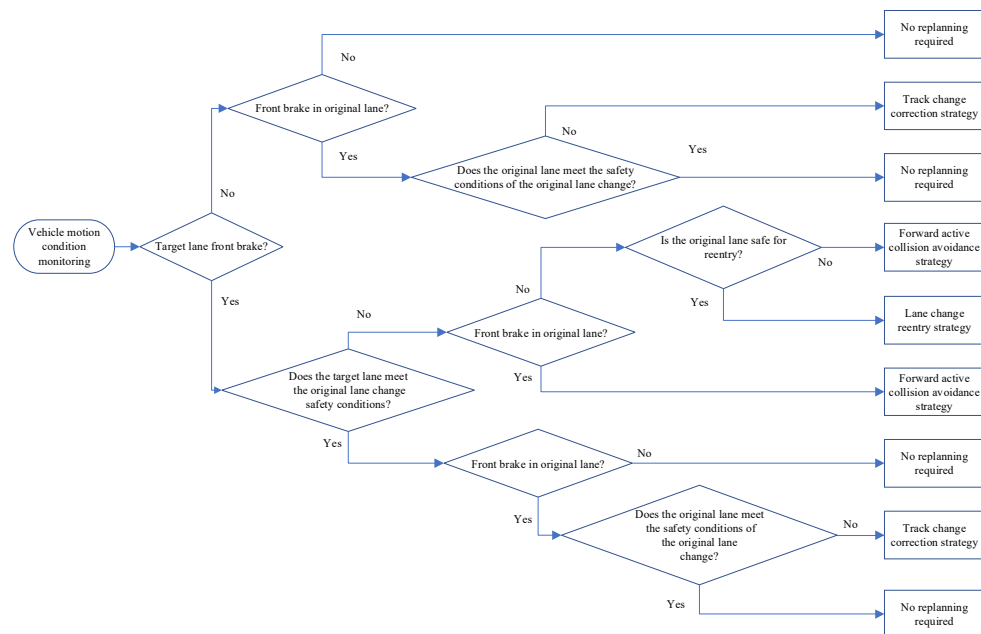 No replanning
required
No
Front brake in original lane?
Track change
correction strategy
No
Yes
Yes
Does the original lane meet the safety
conditions of the original lane change?
No replanning
required
No
Vehicle motion
condition
monitoring
Target lane front brake?
Is the original lane safe for
reentry?
Forward active
collision avoidance
strategy
No
No
Yes
Yes
Lane change
reentry strategy
No
Front brake in original lane?
Does the target lane meet
the original lane change
safety conditions?
Yes
Forward active
collision avoidance
strategy
Yes
Front brake in original lane?
No
No replanning
required
Yes
Does the original lane meet
the safety conditions of
the original lane
change?
No
Track change
correction strategy
Yes
No replanning
required